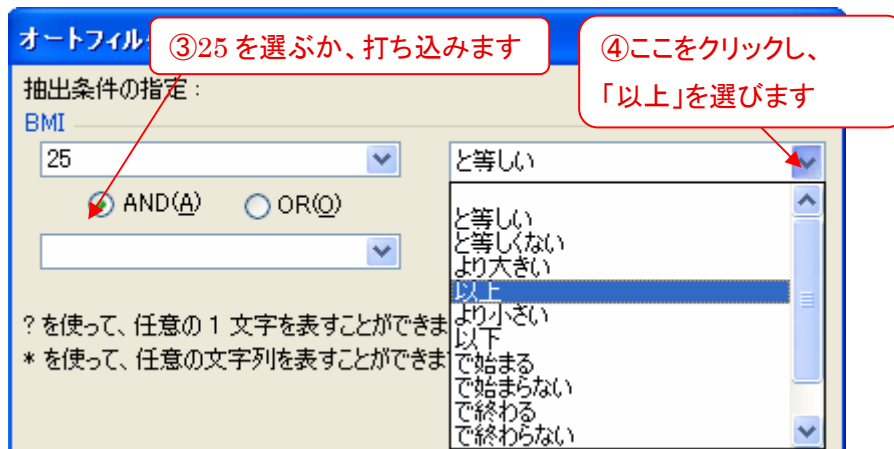 オートフィル
③25 を選ぶか、打ち込みます
④ここをクリックし、
「以上」を選びます
抽出条件の指定:
BMI
25
と等しい
AND(A)
OR(O)
と等しい
と等しくない
より大きい
以上
より小さい
以下
で始まる
で始まらない
で終わる
で終わらない
? を使って、任意の 1 文字を表すことができま
* を使って、任意の文字列を表すことができま